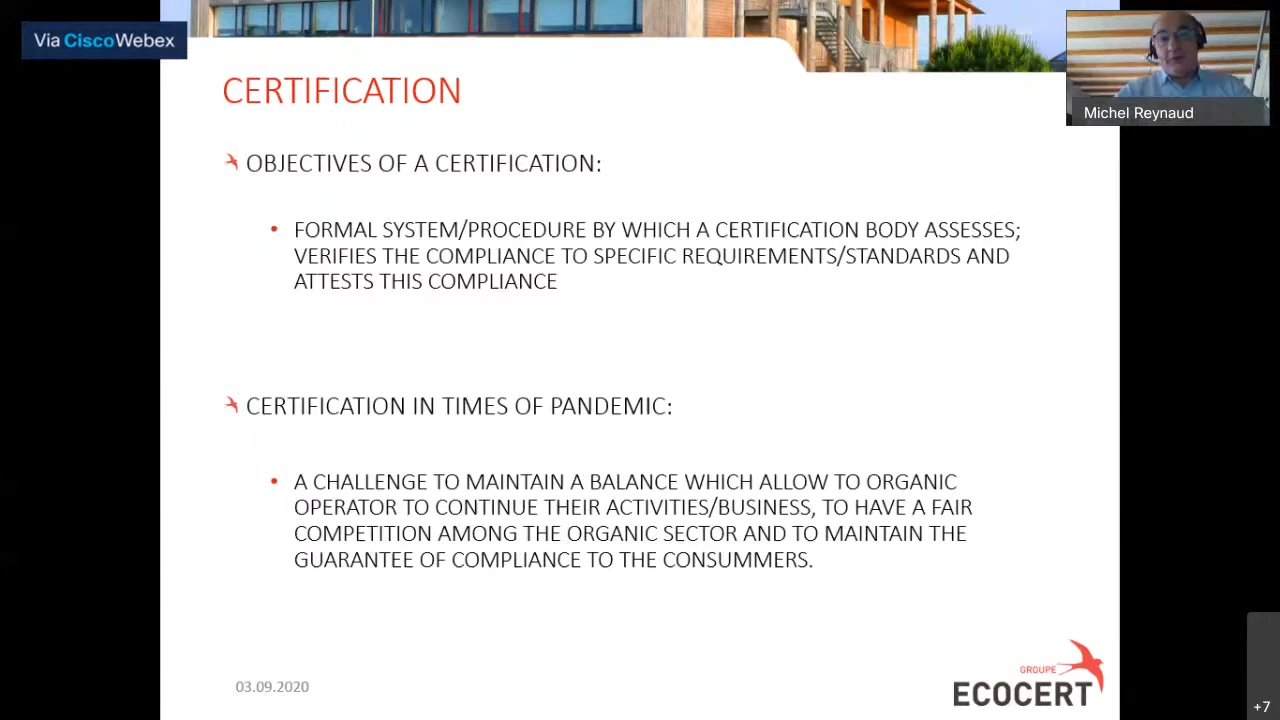 Via CiscoWebex
Michel Reynaud
CERTIFICATION
OBJECTIVES OF A CERTIFICATION:
• FORMAL SYSTEM/PROCEDURE BY WHICH A CERTIFICATION BODY ASSESSES;
VERIFIES THE COMPLIANCE TO SPECIFIC REQUIREMENTS/STANDARDS AND
ATTESTS THIS COMPLIANCE
CERTIFICATION IN TIMES OF PANDEMIC:
• A CHALLENGE TO MAINTAIN A BALANCE WHICH ALLOW TO ORGANIC
OPERATOR TO CONTINUE THEIR ACTIVITIES/BUSINESS, TO HAVE A FAIR
COMPETITION AMONG THE ORGANIC SECTOR AND TO MAINTAIN THE
GUARANTEE OF COMPLIANCE TO THE CONSUMMERS.
03.09.2020
GROUPE
ECOCERT
+7